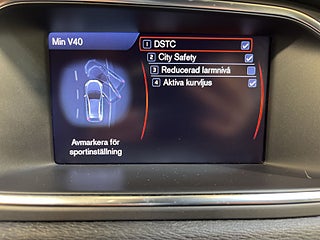 Min V40
1 DSTC
2 City Safety
3 Reducerad larmnivå
4 Aktiva kurvljus
Avmarkera för
sportinställning